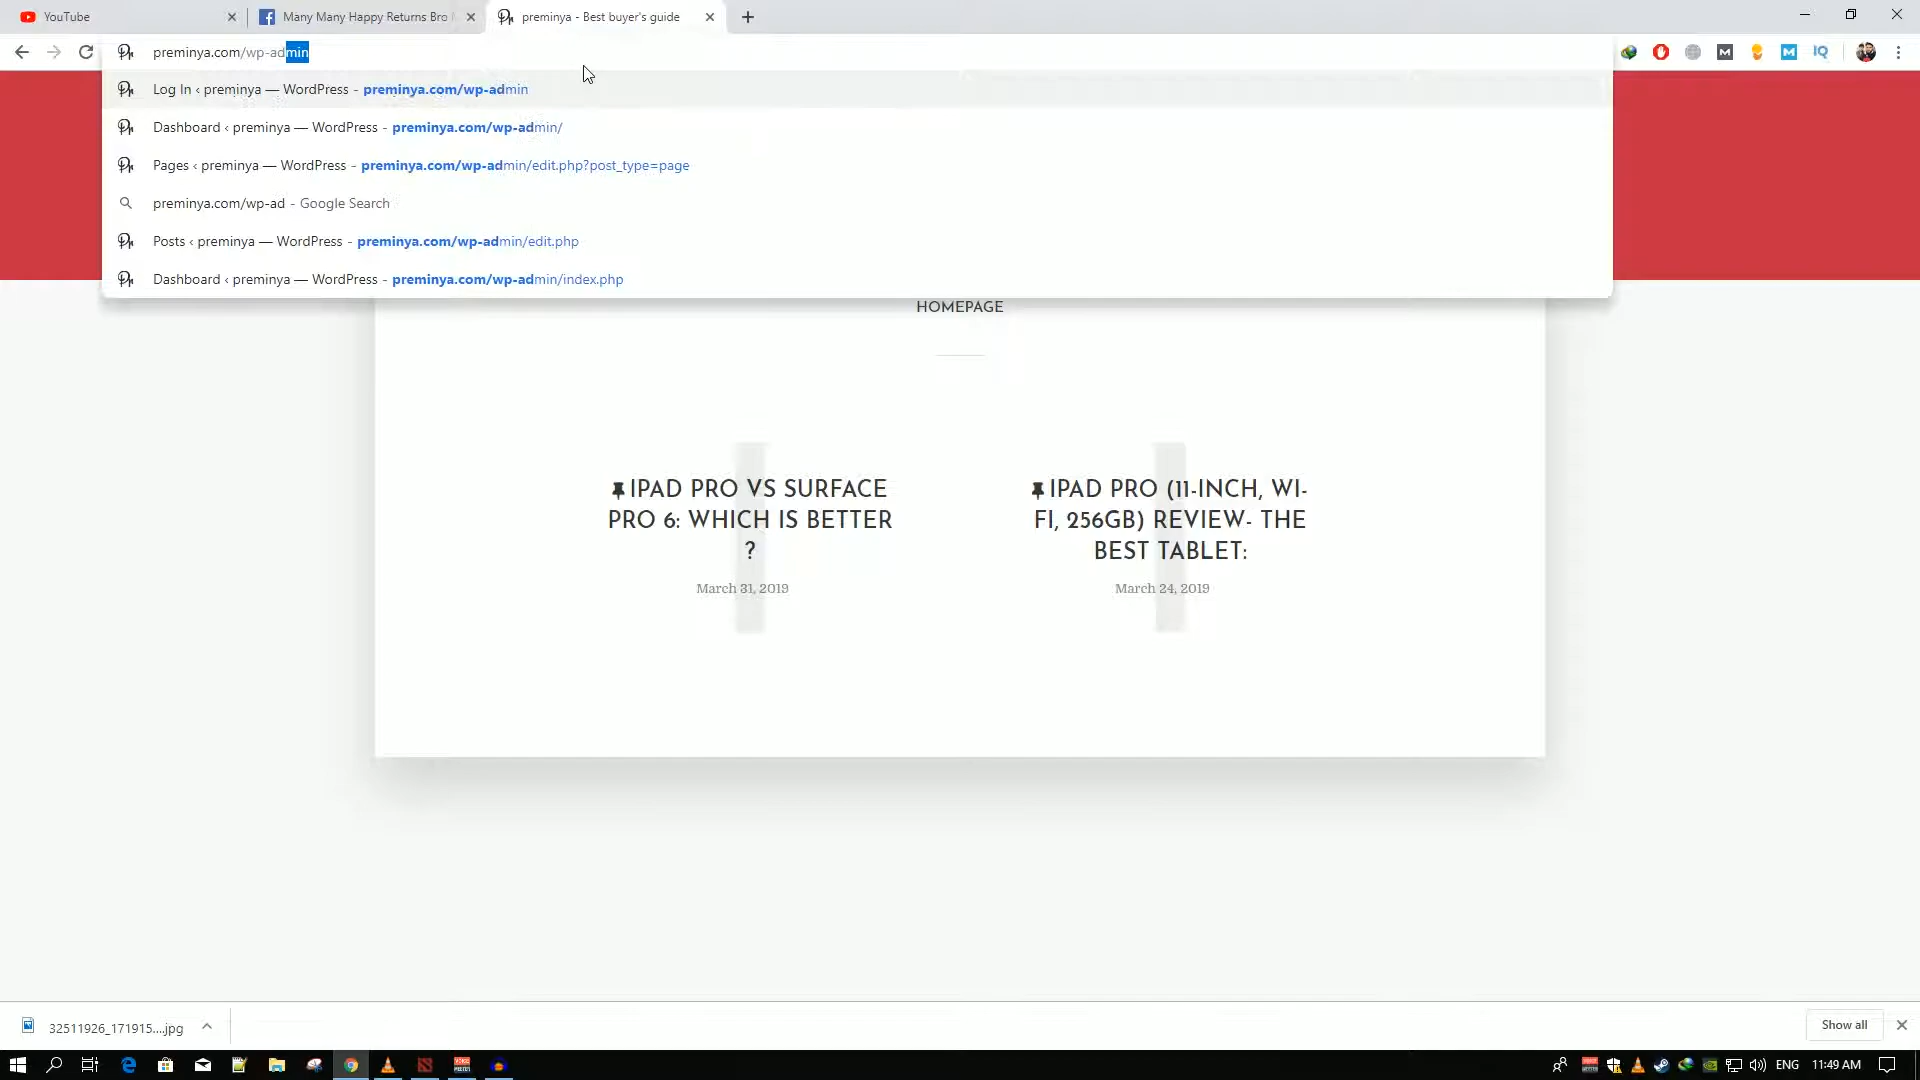 YouTube
Many Many Happy Returns Bro
preminya - Best buyer's guide
preminya.com/wp-admin
Log In ‹ preminya — WordPress - preminya.com/wp-admin
Dashboard ‹ preminya — WordPress - preminya.com/wp-admin/
Pages ‹ preminya — WordPress - preminya.com/wp-admin/edit.php?post_type=page
preminya.com/wp-ad - Google Search
Posts ‹ preminya — WordPress - preminya.com/wp-admin/edit.php
Dashboard ‹ preminya — WordPress - preminya.com/wp-admin/index.php
HOMEPAGE
IPAD PRO VS SURFACE
PRO 6: WHICH IS BETTER
?
March 31, 2019
IPAD PRO (11-INCH, WI-
FI, 256GB) REVIEW- THE
BEST TABLET:
March 24, 2019
32511926_171915....jpg
Show all
ENG
11:49 AM